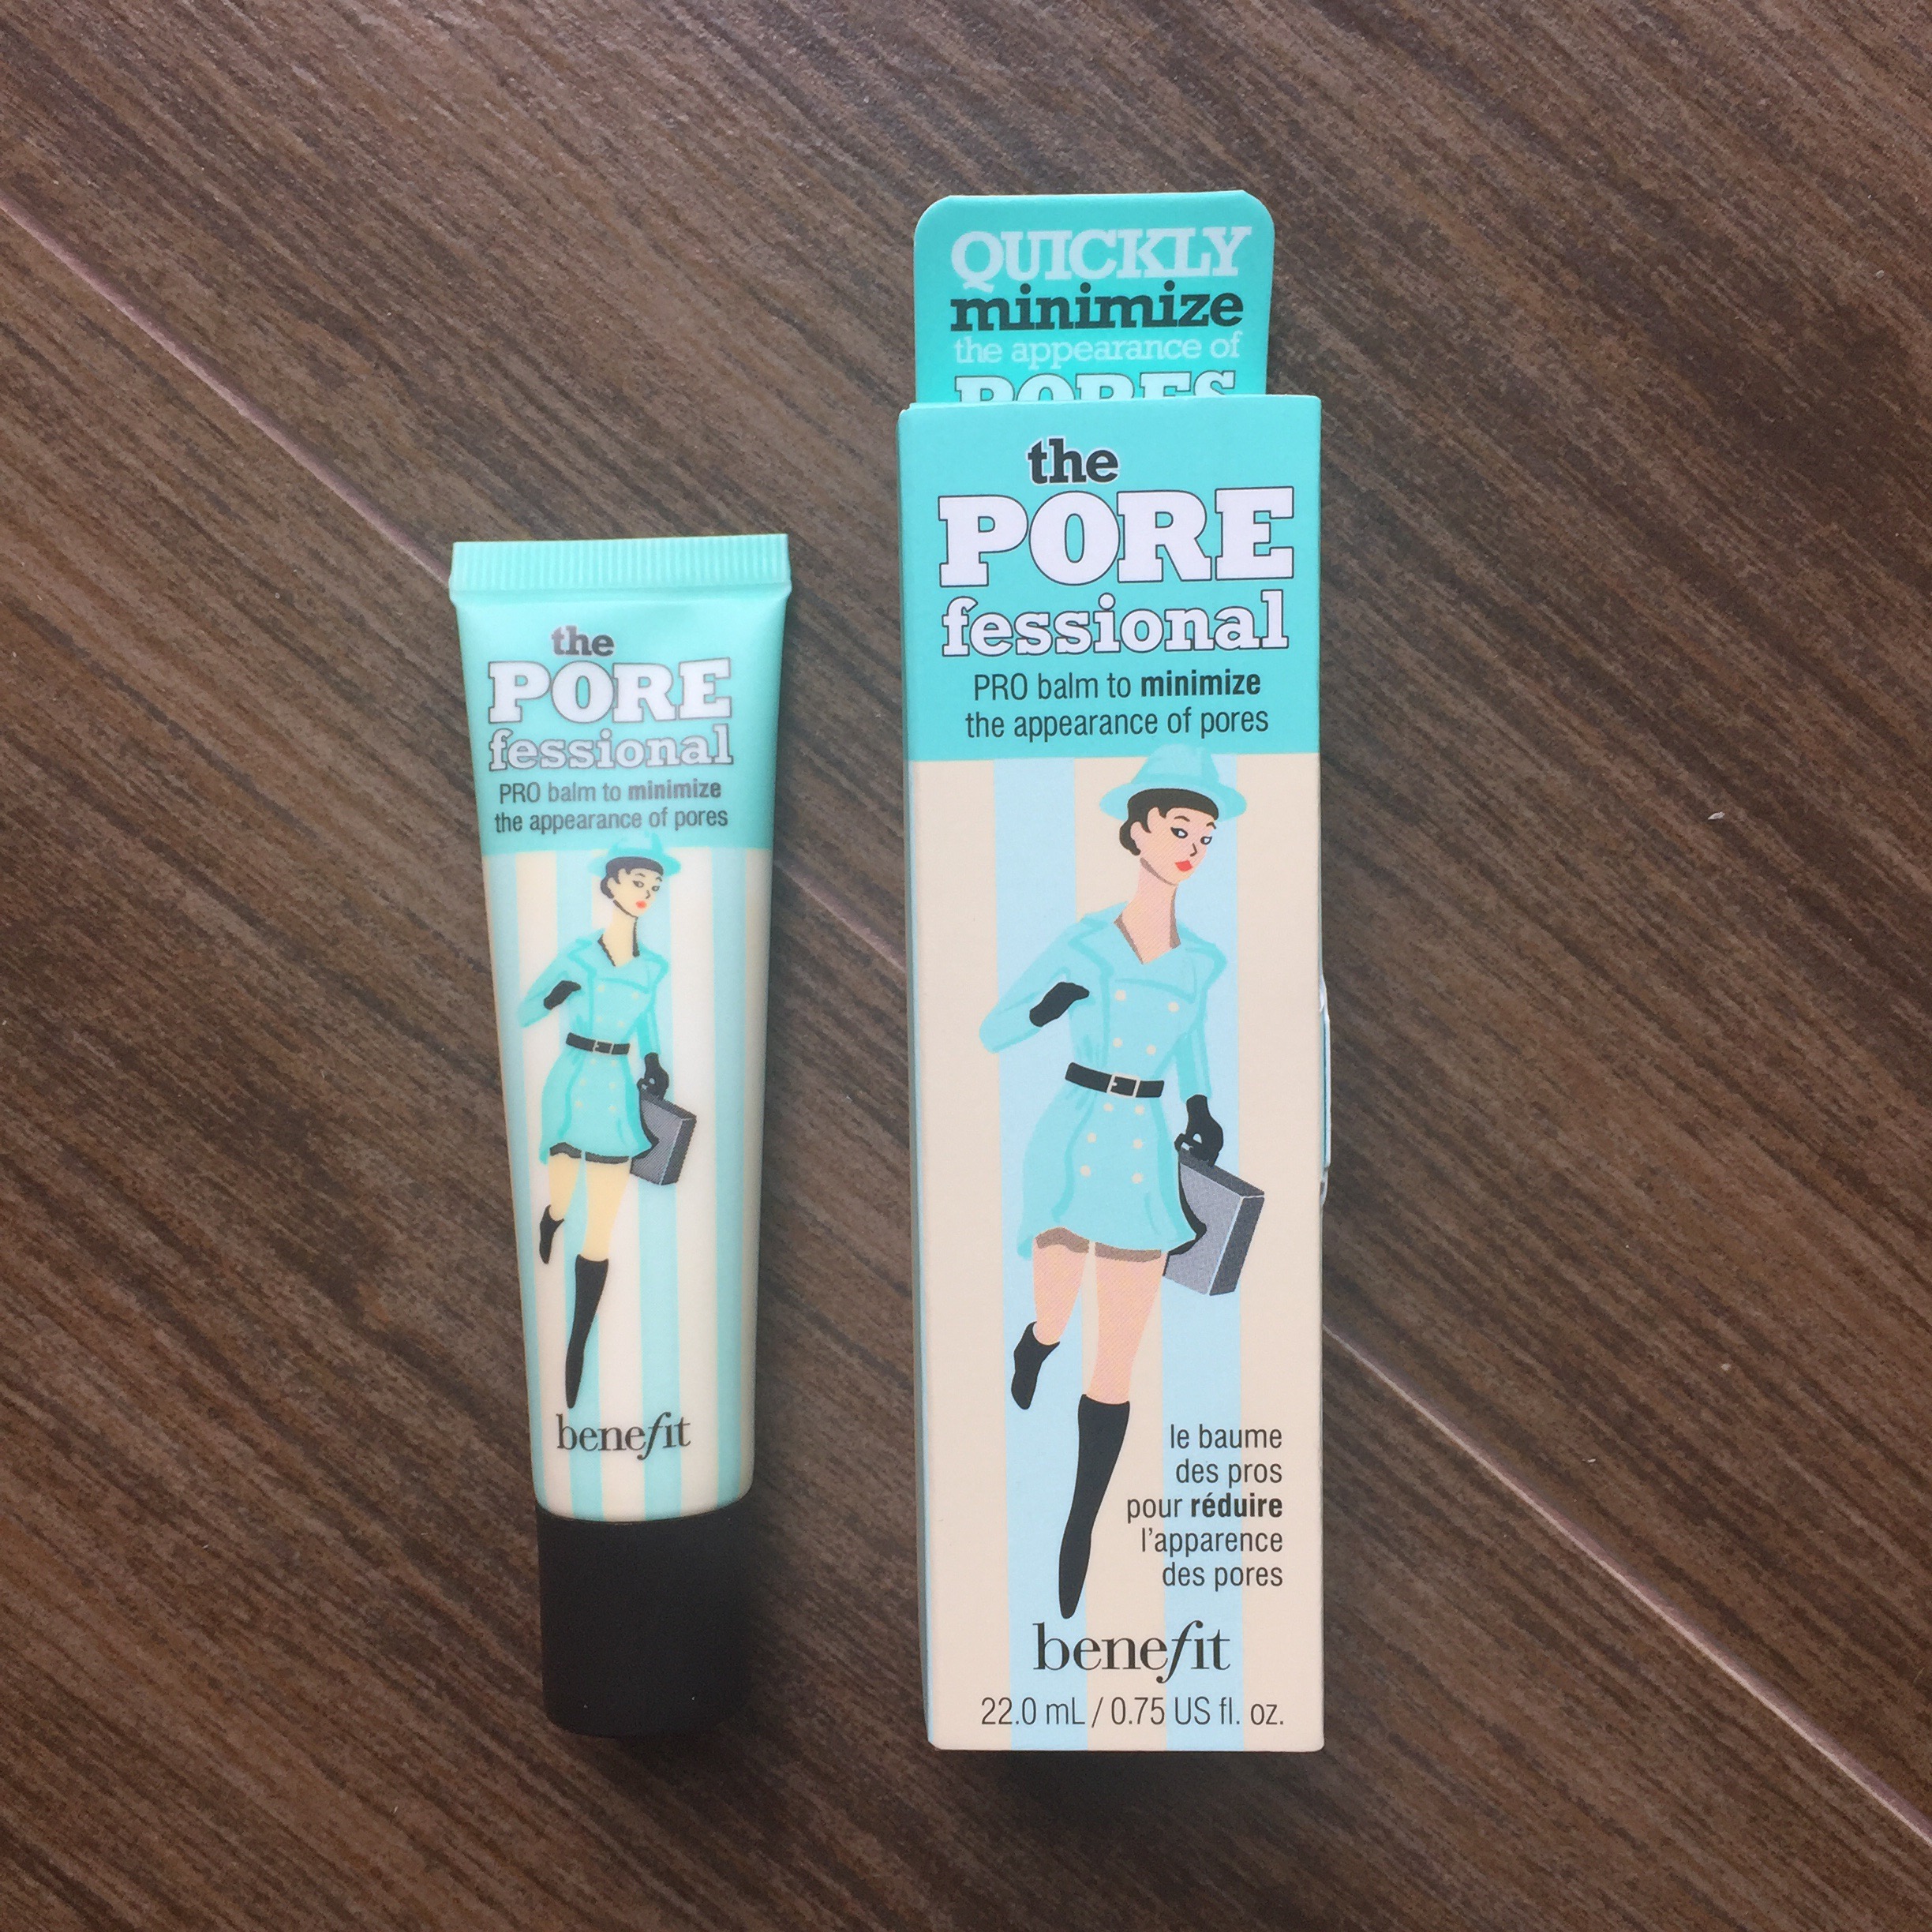 the
PORE
fessional
PRO balm to minimize
the appearance of pores
benefit
QUICKLY
minimize
the appearance of
PORES
the
PORE
fessional
PRO balm to minimize
the appearance of pores
le baume
des pros
pour réduire
l'apparence
des pores
benefit
22.0 mL / 0.75 US fl. oz.